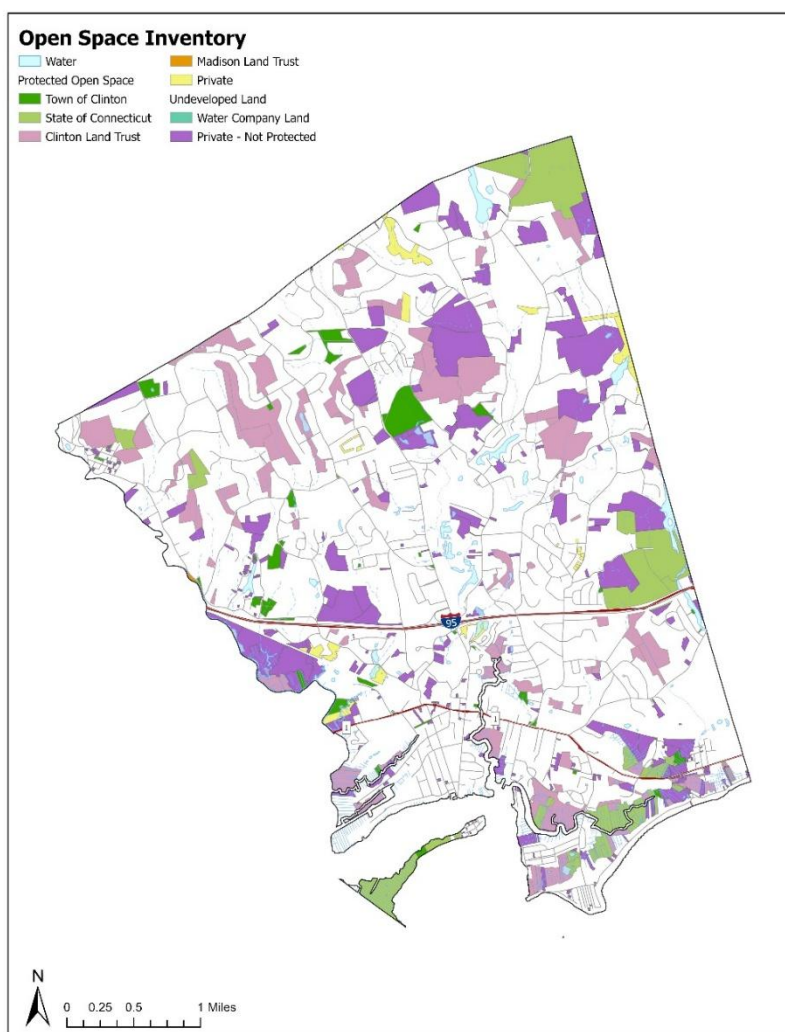 Open Space Inventory
Water
Protected Open Space
Town of Clinton
State of Connecticut
Clinton Land Trust
Madison Land Trust
Private
Undeveloped Land
Water Company Land
Private - Not Protected
95
1
1
N
0 0.25 0.5 1 Miles